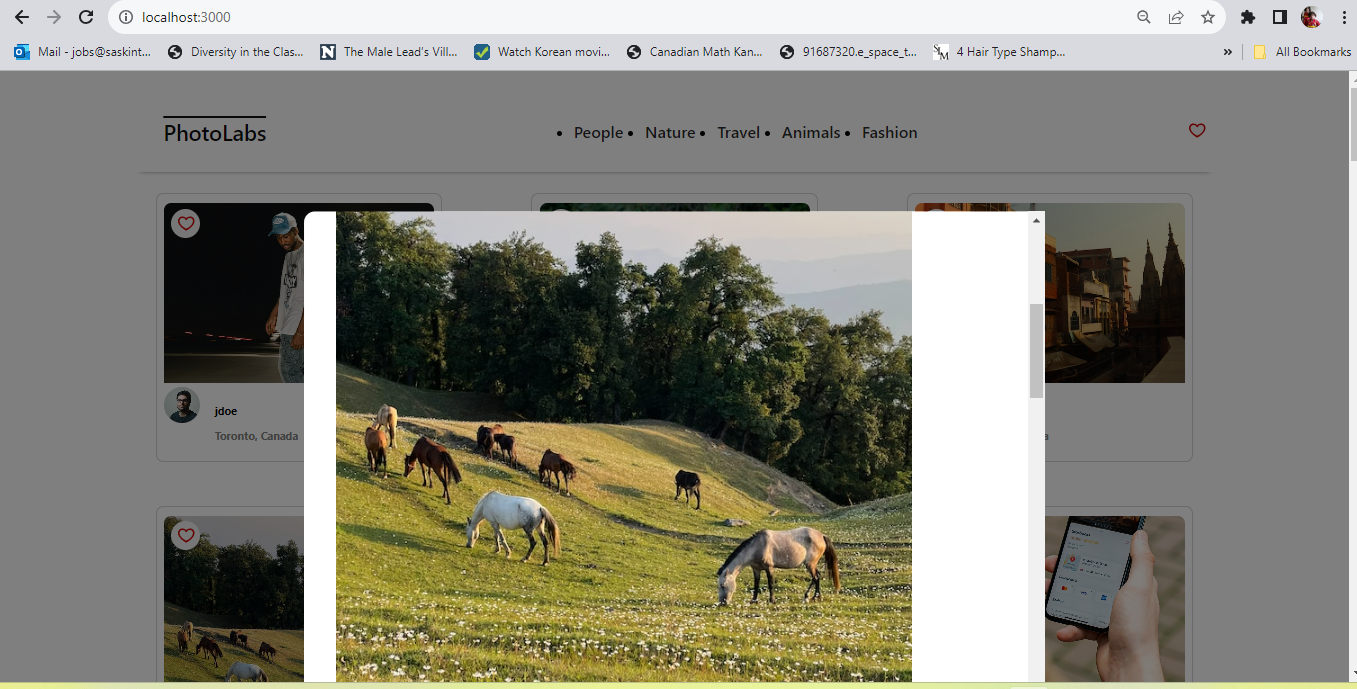 localhost:3000
Mail - jobs@saskint... Diversity in the Clas... The Male Lead's Vill... Watch Korean movi... Canadian Math Kan... 91687320.e_space_t... 4 Hair Type Shamp... » All Bookmarks
PhotoLabs
• People • Nature • Travel • Animals • Fashion
jdoe
Toronto, Canada